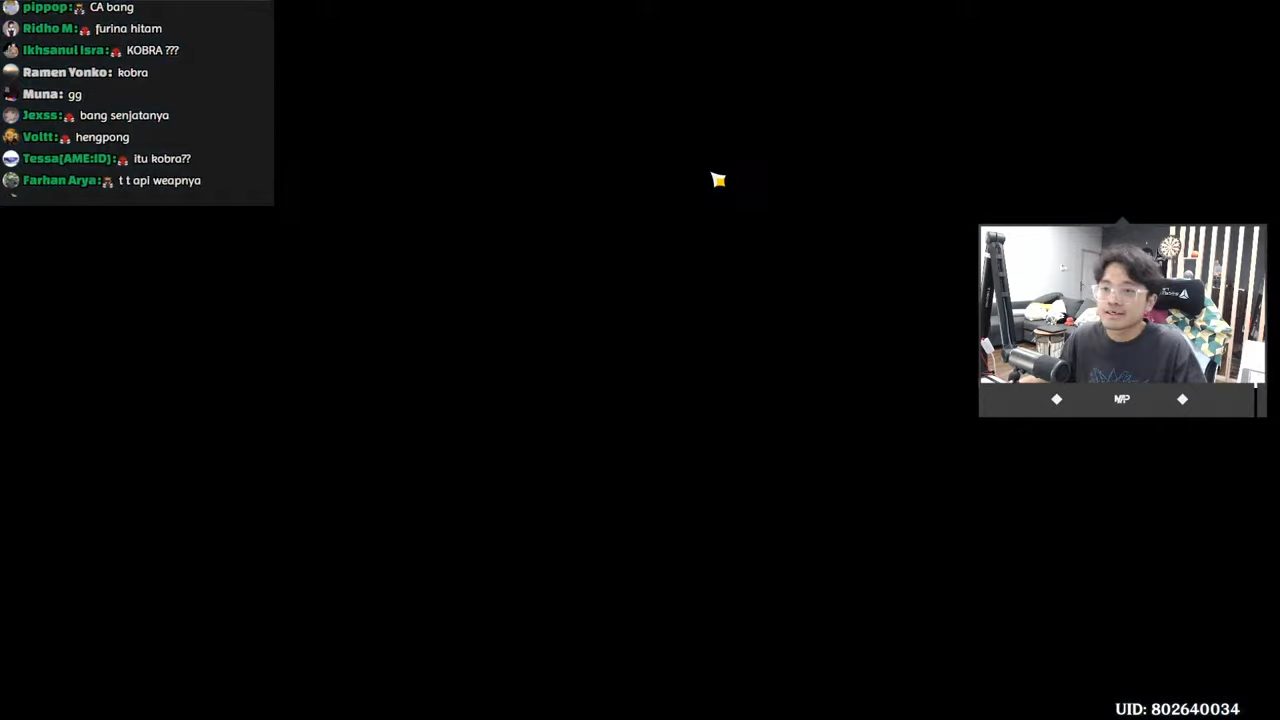 pippop: CA bang
Ridho M: furina hitam
Ikhsanul Isra: KOBRA ???
Ramen Yonko: kobra
Muna: gg
Jexss: bang senjatanya
Voltt: hengpong
Tessa[AME:ID]: itu kobra??
Farhan Arya: t t api weapnya
UID: 802640034